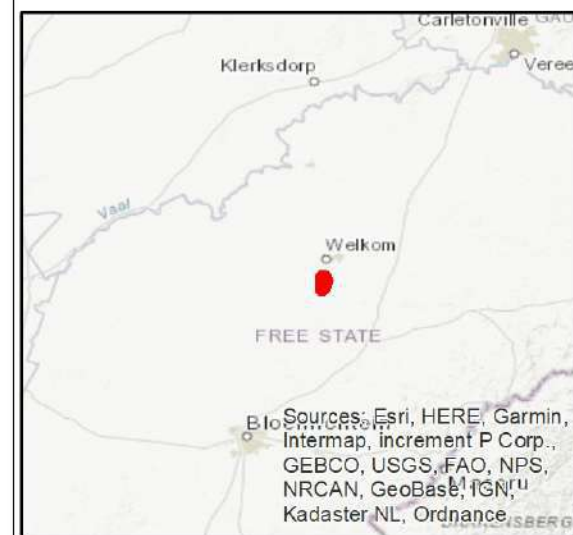 Carletonville
GAU
Klerksdorp
Veree
Vaal
Welkom
FREE STATE
Sources: Esri, HERE, Garmin,
Intermap, increment P Corp.,
GEBCO, USGS, FAO, NPS,
NRCAN, GeoBase, IGN,
Kadaster NL, Ordnance